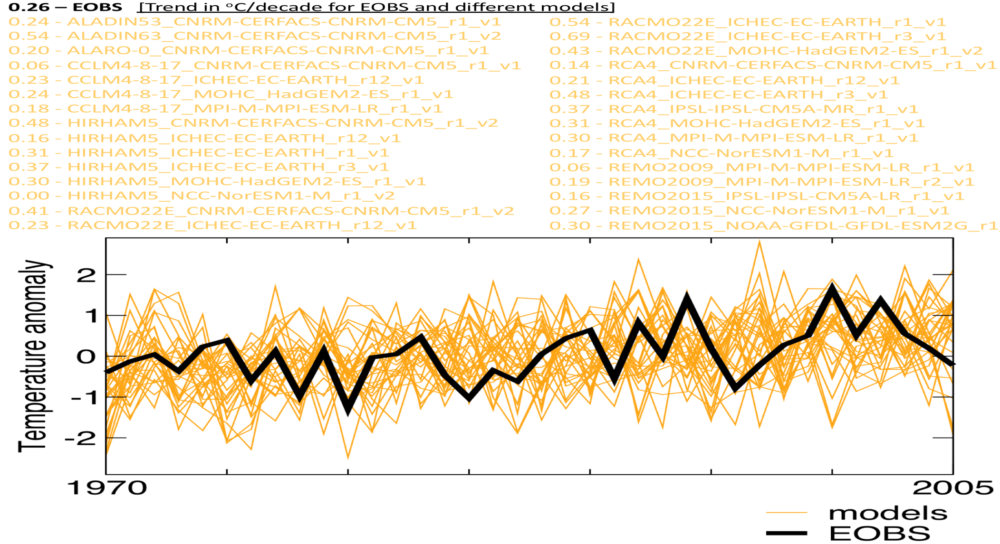 0.26 – EOBS [Trend in °C/decade for EOBS and different models]
0.24 - ALADIN53_CNRM-CERFACS-CNRM-CM5_r1_v1
0.54 - ALADIN63_CNRM-CERFACS-CNRM-CM5_r1_v2
0.20 - ALARO-0_CNRM-CERFACS-CNRM-CM5_r1_v1
0.06 - CCLM4-8-17_CNRM-CERFACS-CNRM-CM5_r1_v1
0.23 - CCLM4-8-17_ICHEC-EC-EARTH_r12_v1
0.24 - CCLM4-8-17_MOHC_HadGEM2-ES_r1_v1
0.18 - CCLM4-8-17_MPI-M-MPI-ESM-LR_r1_v1
0.48 - HIRHAM5_CNRM-CERFACS-CNRM-CM5_r1_v2
0.16 - HIRHAM5_ICHEC-EC-EARTH_r12_v1
0.31 - HIRHAM5_ICHEC-EC-EARTH_r1_v1
0.37 - HIRHAM5_ICHEC-EC-EARTH_r3_v1
0.30 - HIRHAM5_MOHC-HadGEM2-ES_r1_v1
0.00 - HIRHAM5_NCC-NorESM1-M_r1_v2
0.41 - RACMO22E_CNRM-CERFACS-CNRM-CM5_r1_v2
0.23 - RACMO22E_ICHEC-EC-EARTH_r12_v1
0.54 - RACMO22E_ICHEC-EC-EARTH_r1_v1
0.69 - RACMO22E_ICHEC-EC-EARTH_r3_v1
0.43 - RACMO22E_MOHC-HadGEM2-ES_r1_v2
0.14 - RCA4_CNRM-CERFACS-CNRM-CM5_r1_v1
0.21 - RCA4_ICHEC-EC-EARTH_r12_v1
0.48 - RCA4_ICHEC-EC-EARTH_r3_v1
0.37 - RCA4_IPSL-IPSL-CM5A-MR_r1_v1
0.31 - RCA4_MOHC-HadGEM2-ES_r1_v1
0.30 - RCA4_MPI-M-MPI-ESM-LR_r1_v1
0.17 - RCA4_NCC-NorESM1-M_r1_v1
0.06 - REMO2009_MPI-M-MPI-ESM-LR_r1_v1
0.19 - REMO2009_MPI-M-MPI-ESM-LR_r2_v1
0.16 - REMO2015_IPSL-IPSL-CM5A-LR_r1_v1
0.27 - REMO2015_NCC-NorESM1-M_r1_v1
0.30 - REMO2015_NOAA-GFDL-GFDL-ESM2G_r1_
Temperature anomaly
2
1
0
-1
-2
1970
2005
models
EOBS